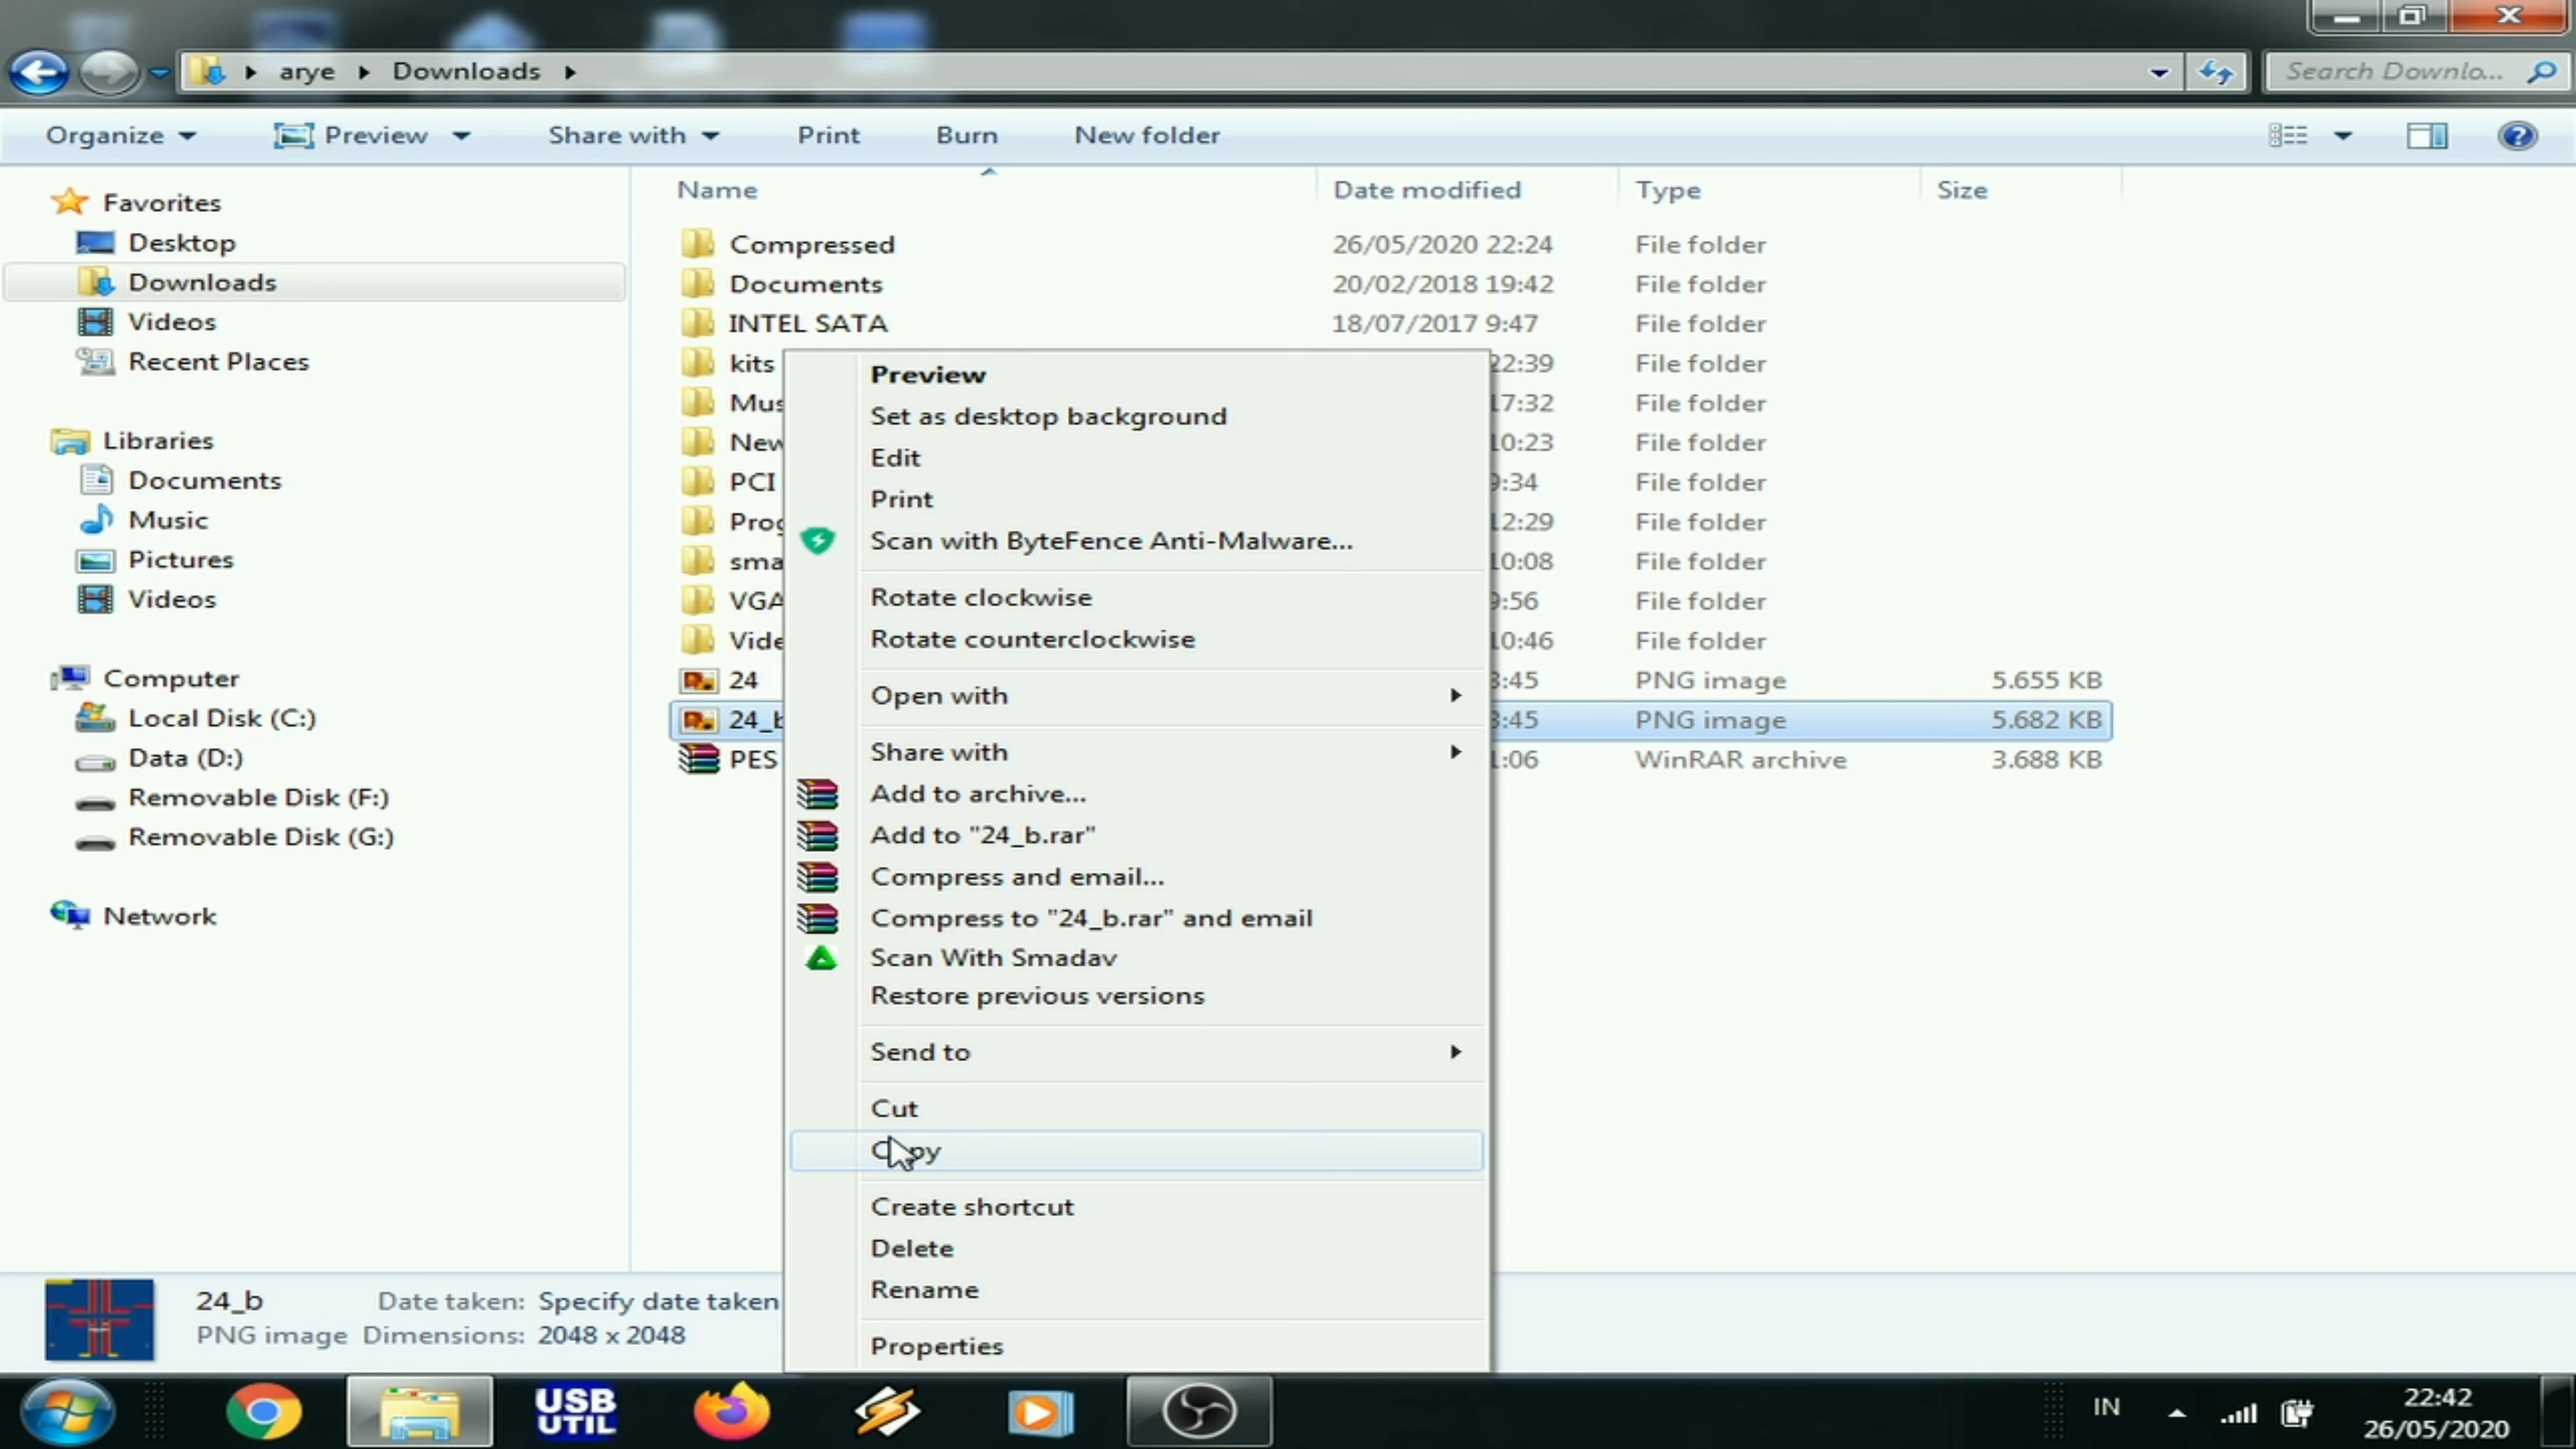 arye
Downloads
Search Downlo...
Organize
Preview
Share with
Print
Burn
New folder
Favorites
Desktop
Downloads
Videos
Recent Places
Libraries
Documents
Music
Pictures
Videos
Computer
Local Disk (C:)
Data (D:)
Removable Disk (F:)
Removable Disk (G:)
Network
Name Date modified Type Size
Compressed 26/05/2020 22:24 File folder
Documents 20/02/2018 19:42 File folder
INTEL SATA 18/07/2017 9:47 File folder
kits 22:39 File folder
Mus 17:32 File folder
New 10:23 File folder
PCI 9:34 File folder
Prog 12:29 File folder
sma 10:08 File folder
VGA 9:56 File folder
Vide 10:46 File folder
24 3:45 PNG image 5.655 KB
24_b 3:45 PNG image 5.682 KB
PES 1:06 WinRAR archive 3.688 KB
Preview
Set as desktop background
Edit
Print
Scan with ByteFence Anti-Malware...
Rotate clockwise
Rotate counterclockwise
Open with
Share with
Add to archive...
Add to "24_b.rar"
Compress and email...
Compress to "24_b.rar" and email
Scan With Smadav
Restore previous versions
Send to
Cut
Copy
Create shortcut
Delete
Rename
Properties
24_b Date taken: Specify date taken
PNG image Dimensions: 2048 x 2048
USB
UTIL
IN
22:42
26/05/2020